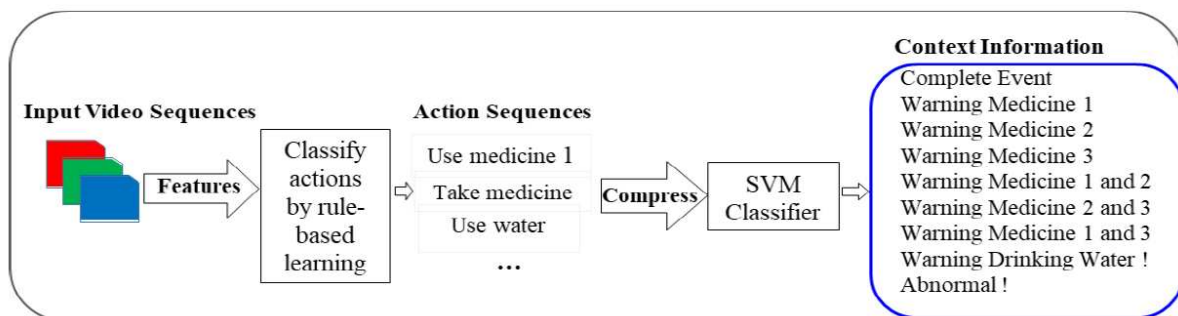 Input Video Sequences
Features
Classify
actions
by rule-
based
learning
Action Sequences
Use medicine 1
Take medicine
Use water
...
Compress
SVM
Classifier
Context Information
Complete Event
Warning Medicine 1
Warning Medicine 2
Warning Medicine 3
Warning Medicine 1 and 2
Warning Medicine 2 and 3
Warning Medicine 1 and 3
Warning Drinking Water !
Abnormal !